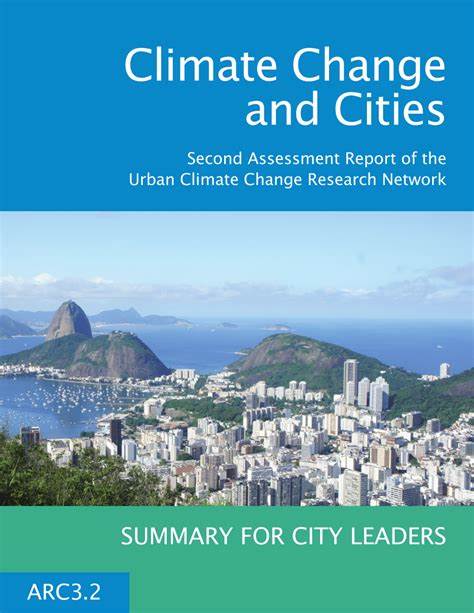 Climate Change
and Cities
Second Assessment Report of the
Urban Climate Change Research Network
SUMMARY FOR CITY LEADERS
ARC3.2